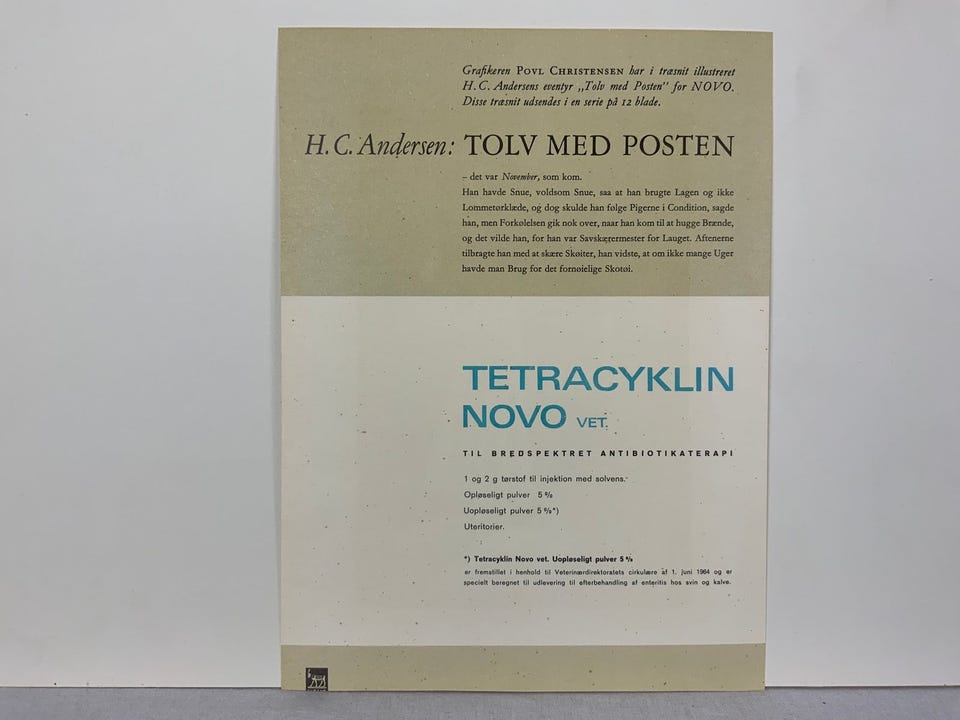 Grafikeren POVL CHRISTENSEN har i træsnit illustreret
H. C. Andersens eventyr „Tolv med Posten" for NOVO.
Disse træsnit udsendes i en serie på 12 blade.
H. C. Andersen: TOLV MED POSTEN
– det var November, som kom.
Han havde Snue, voldsom Snue, saa at han brugte Lagen og ikke
Lommetørklæde, og dog skulde han følge Pigerne i Condition, sagde
han, men Forkølelsen gik nok over, naar han kom til at hugge Brænde,
og det vilde han, for han var Savskærermester for Lauget. Aftenerne
tilbragte han med at skære Skøiter, han vidste, at om ikke mange Uger
havde man Brug for det fornøielige Skotøi.
TETRACYKLIN
NOVO VET.
TIL BREDSPEKTRET ANTIBIOTIKATERAPI
1 og 2 g tørstof til injektion med solvens.
Opløseligt pulver 5 %
Uopløseligt pulver 5 %*)
Uteritorier.
*) Tetracyklin Novo vet. Uopløseligt pulver 5 %
er fremstillet i henhold til Veterinærdirektoratets cirkulære af 1. juni 1964 og er
specielt beregnet til udlevering til efterbehandling af enteritis hos svin og kalve.